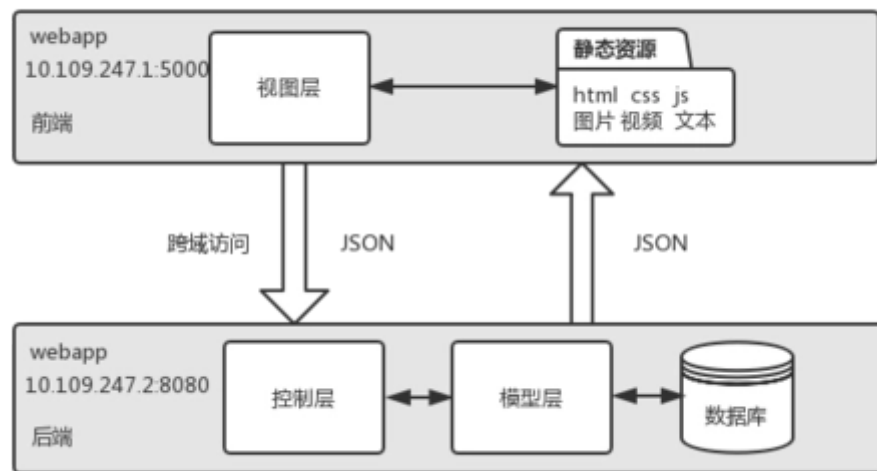 webapp
10.109.247.1:5000
前端
视图层
静态资源
html css js
图片 视频 文本
跨域访问
JSON
JSON
webapp
10.109.247.2:8080
后端
控制层
模型层
数据库